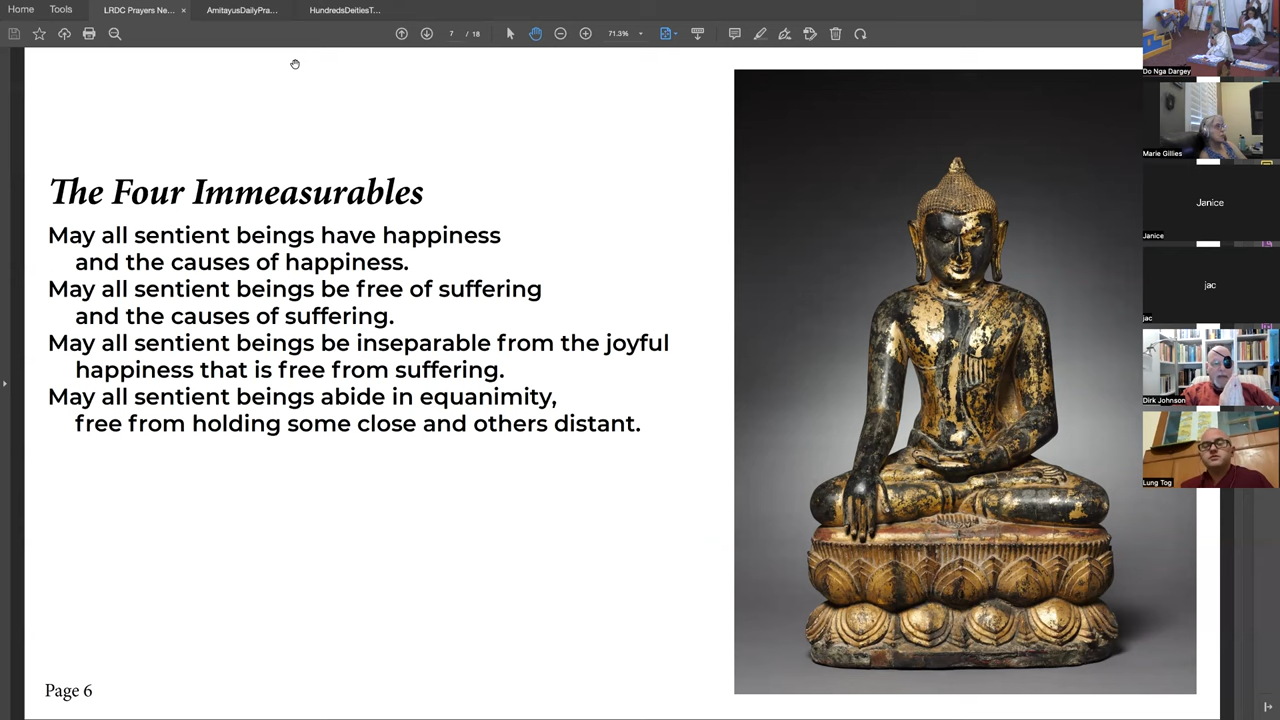 Home Tools LRDC Prayers Ne... × AmitayusDailyPra... HundredsDeitiesT...
7 / 18 71.3%
The Four Immeasurables
May all sentient beings have happiness
and the causes of happiness.
May all sentient beings be free of suffering
and the causes of suffering.
May all sentient beings be inseparable from the joyful
happiness that is free from suffering.
May all sentient beings abide in equanimity,
free from holding some close and others distant.
Page 6
Do Nga Dargey
Marie Gillies
Janice
Janice
jac
jac
Dirk Johnson
Lung Tog